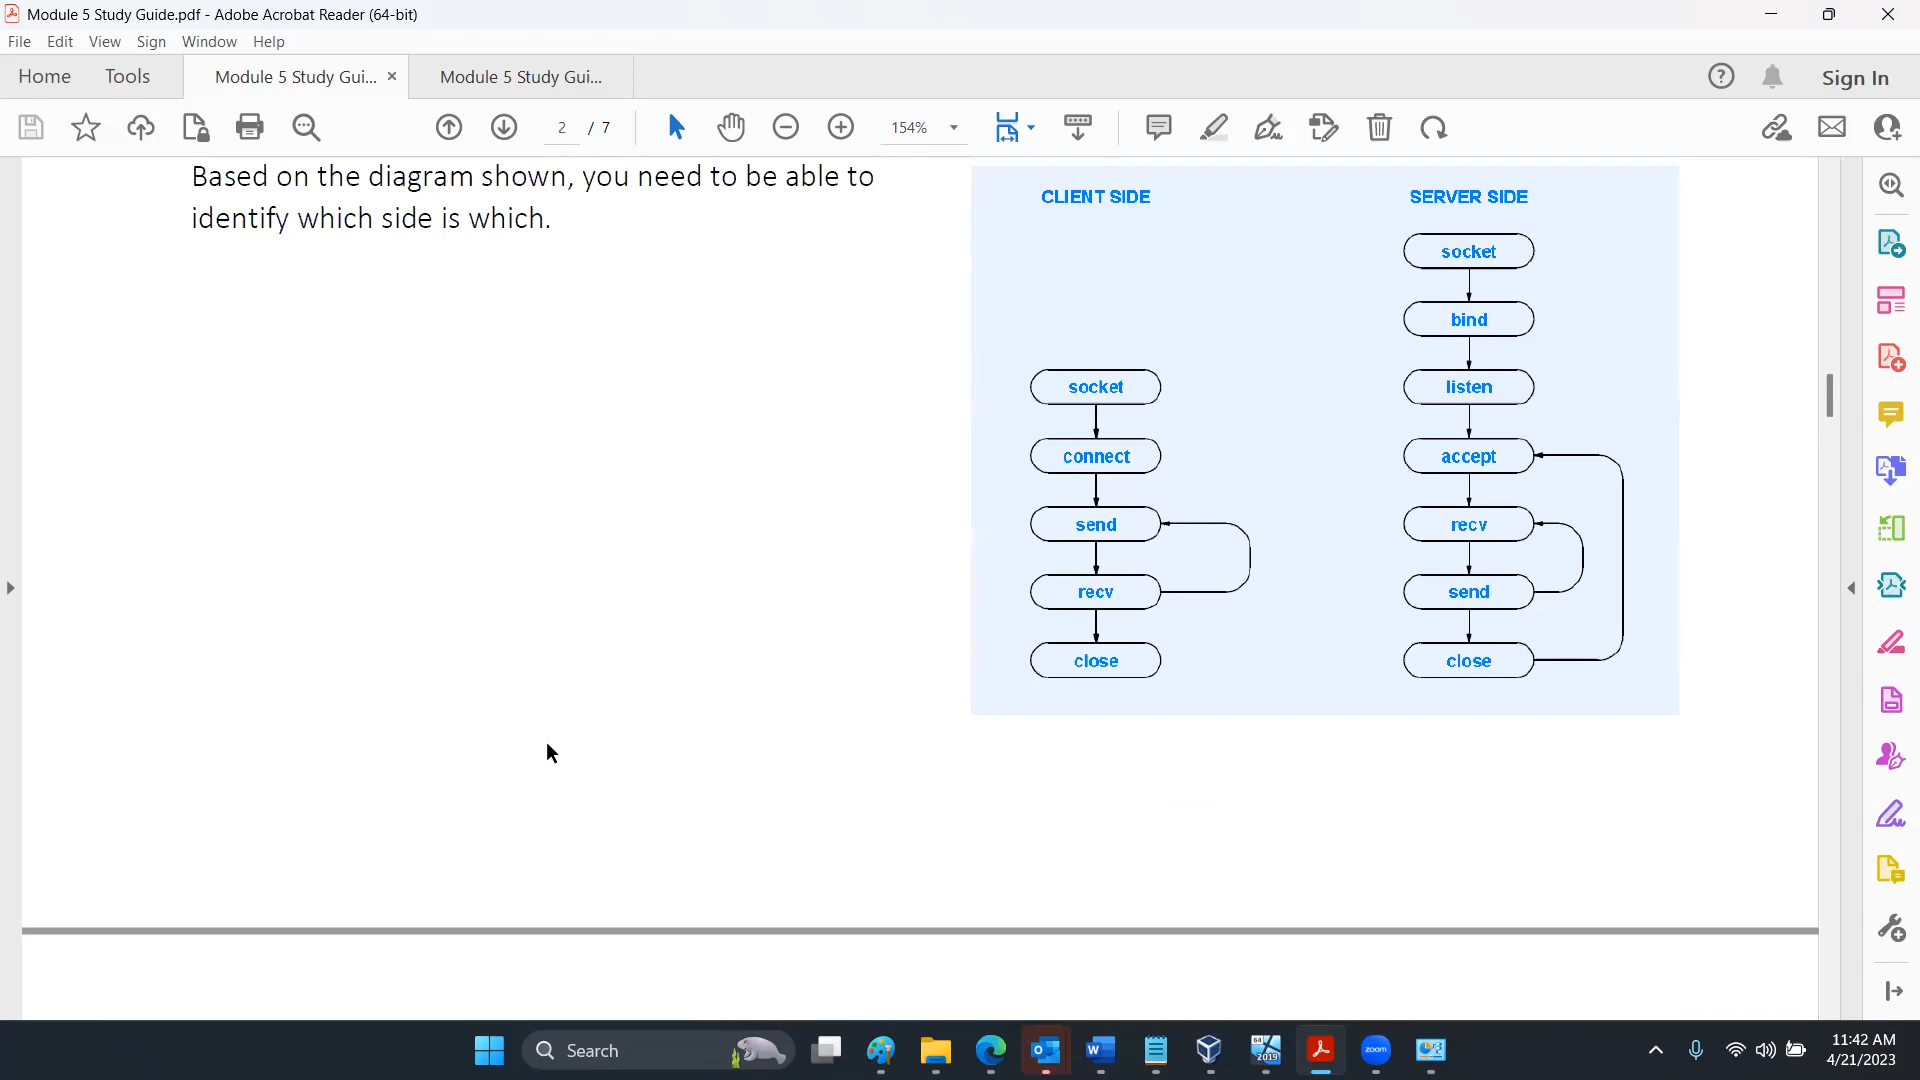 Module 5 Study Guide.pdf - Adobe Acrobat Reader (64-bit)
File Edit View Sign Window Help
Home Tools Module 5 Study Gui... × Module 5 Study Gui... Sign In
2 / 7 154%
Based on the diagram shown, you need to be able to
identify which side is which.
CLIENT SIDE
socket
connect
send
recv
close
SERVER SIDE
socket
bind
listen
accept
recv
send
close
Search
64
2019
zoom
11:42 AM
4/21/2023